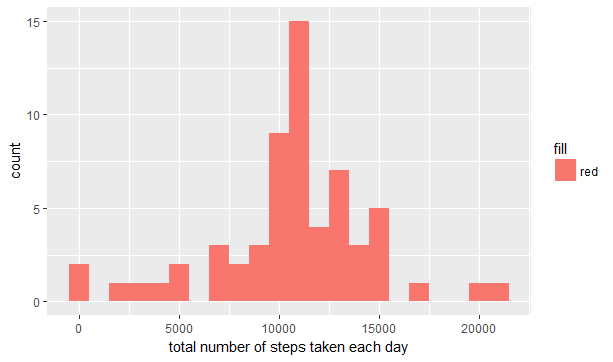 15
10
5
0
count
0 5000 10000 15000 20000
total number of steps taken each day
fill
red